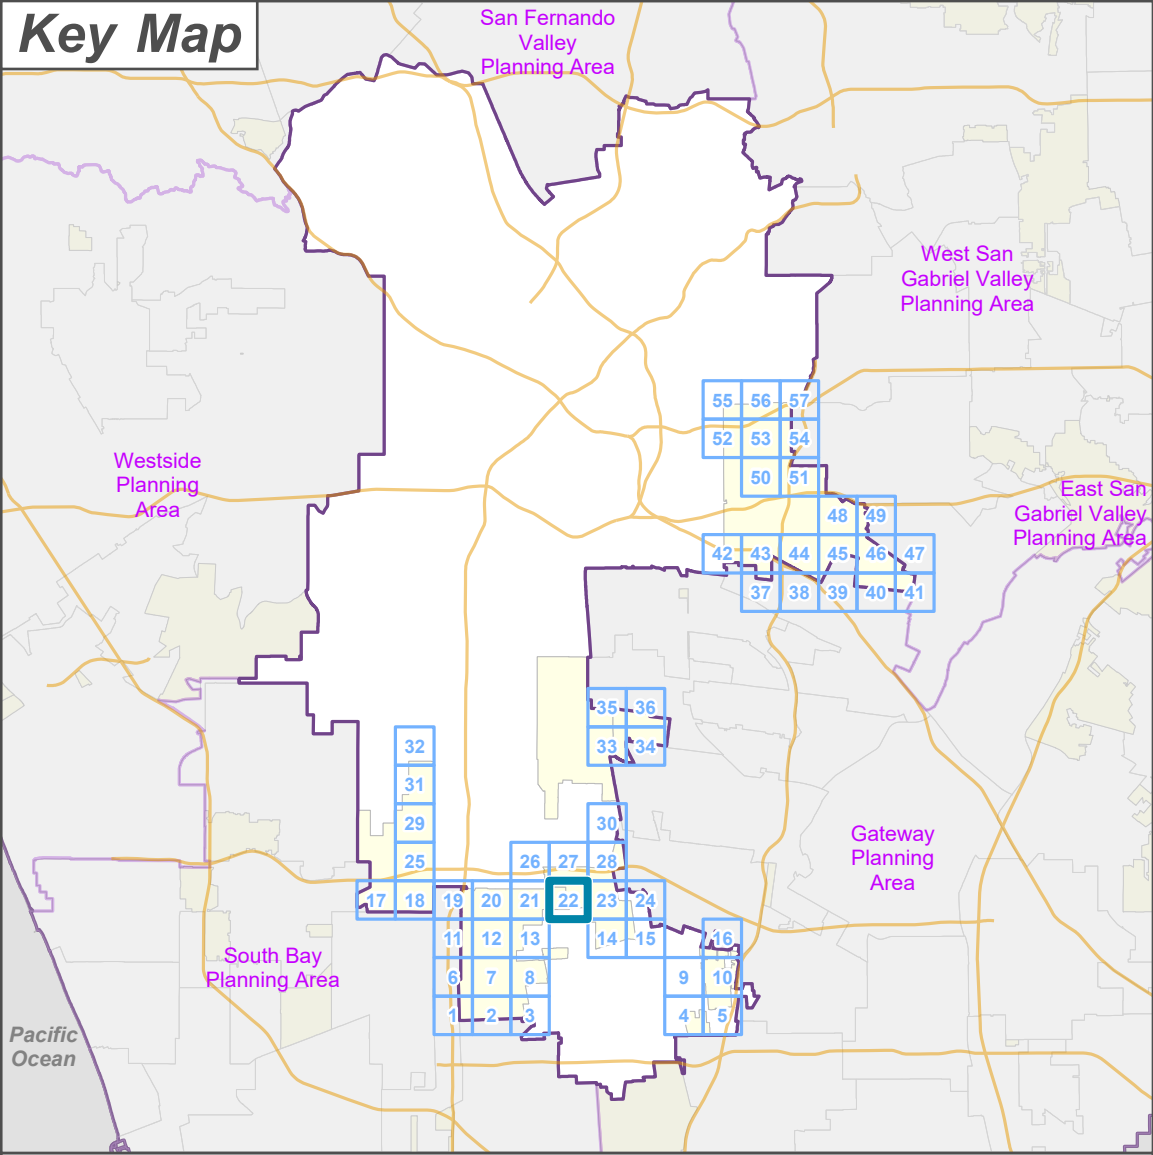 Key Map
San Fernando
Valley
Planning Area
West San
Gabriel Valley
Planning Area
55 56 57
52 53 54
Westside
Planning
Area
50 51
East San
Gabriel Valley
Planning Area
48 49
42 43 44 45 46 47
37 38 39 40 41
35 36
33 34
32
31
29
30
Gateway
Planning
Area
25
26 27 28
17 18 19 20 21 22 23 24
11 12 13 14 15 16
South Bay
Planning Area
6 7 8 9 10
1 2 3 4 5
Pacific
Ocean